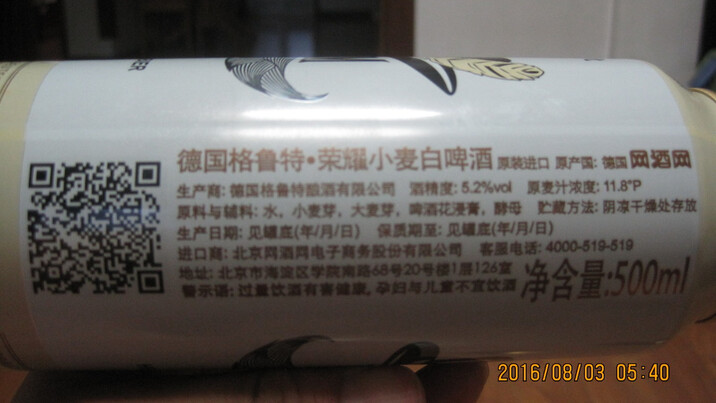 德国格鲁特·荣耀小麦白啤酒 原装进口 原产国: 德国 网酒网
生产商: 德国格鲁特酿酒有限公司 酒精度: 5.2%vol 原麦汁浓度: 11.8°P
原料与辅料: 水, 小麦芽, 大麦芽, 啤酒花浸膏, 酵母 贮藏方法: 阴凉干燥处存放
生产日期: 见罐底(年/月/日) 保质期至: 见罐底(年/月/日)
进口商: 北京网酒网电子商务股份有限公司 客服电话: 4000-519-519
地址: 北京市海淀区学院南路68号20号楼1层126室
警示语: 过量饮酒有害健康, 孕妇与儿童不宜饮酒
净含量:500ml
2016/08/03 05:40